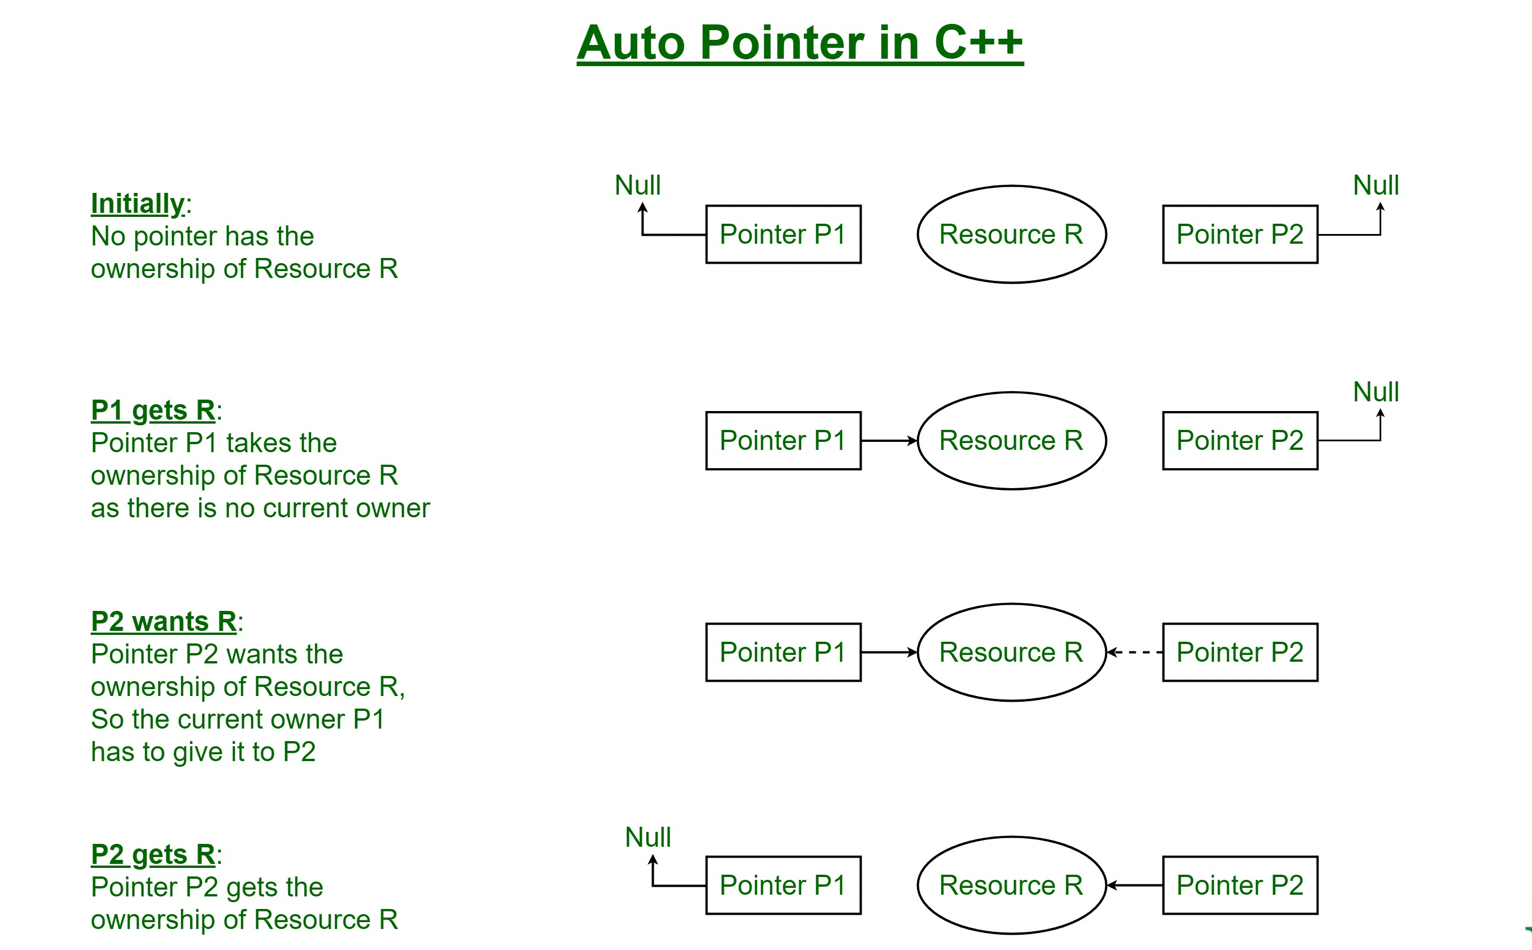 Auto Pointer in C++
Initially:
No pointer has the
ownership of Resource R
Null
Pointer P1
Resource R
Pointer P2
Null
P1 gets R:
Pointer P1 takes the
ownership of Resource R
as there is no current owner
Pointer P1
Resource R
Pointer P2
Null
P2 wants R:
Pointer P2 wants the
ownership of Resource R,
So the current owner P1
has to give it to P2
Pointer P1
Resource R
Pointer P2
P2 gets R:
Pointer P2 gets the
ownership of Resource R
Null
Pointer P1
Resource R
Pointer P2